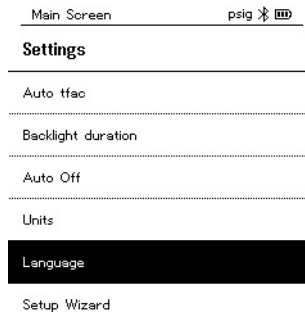 Main Screen psig
Settings
Auto tfac
Backlight duration
Auto Off
Units
Language
Setup Wizard